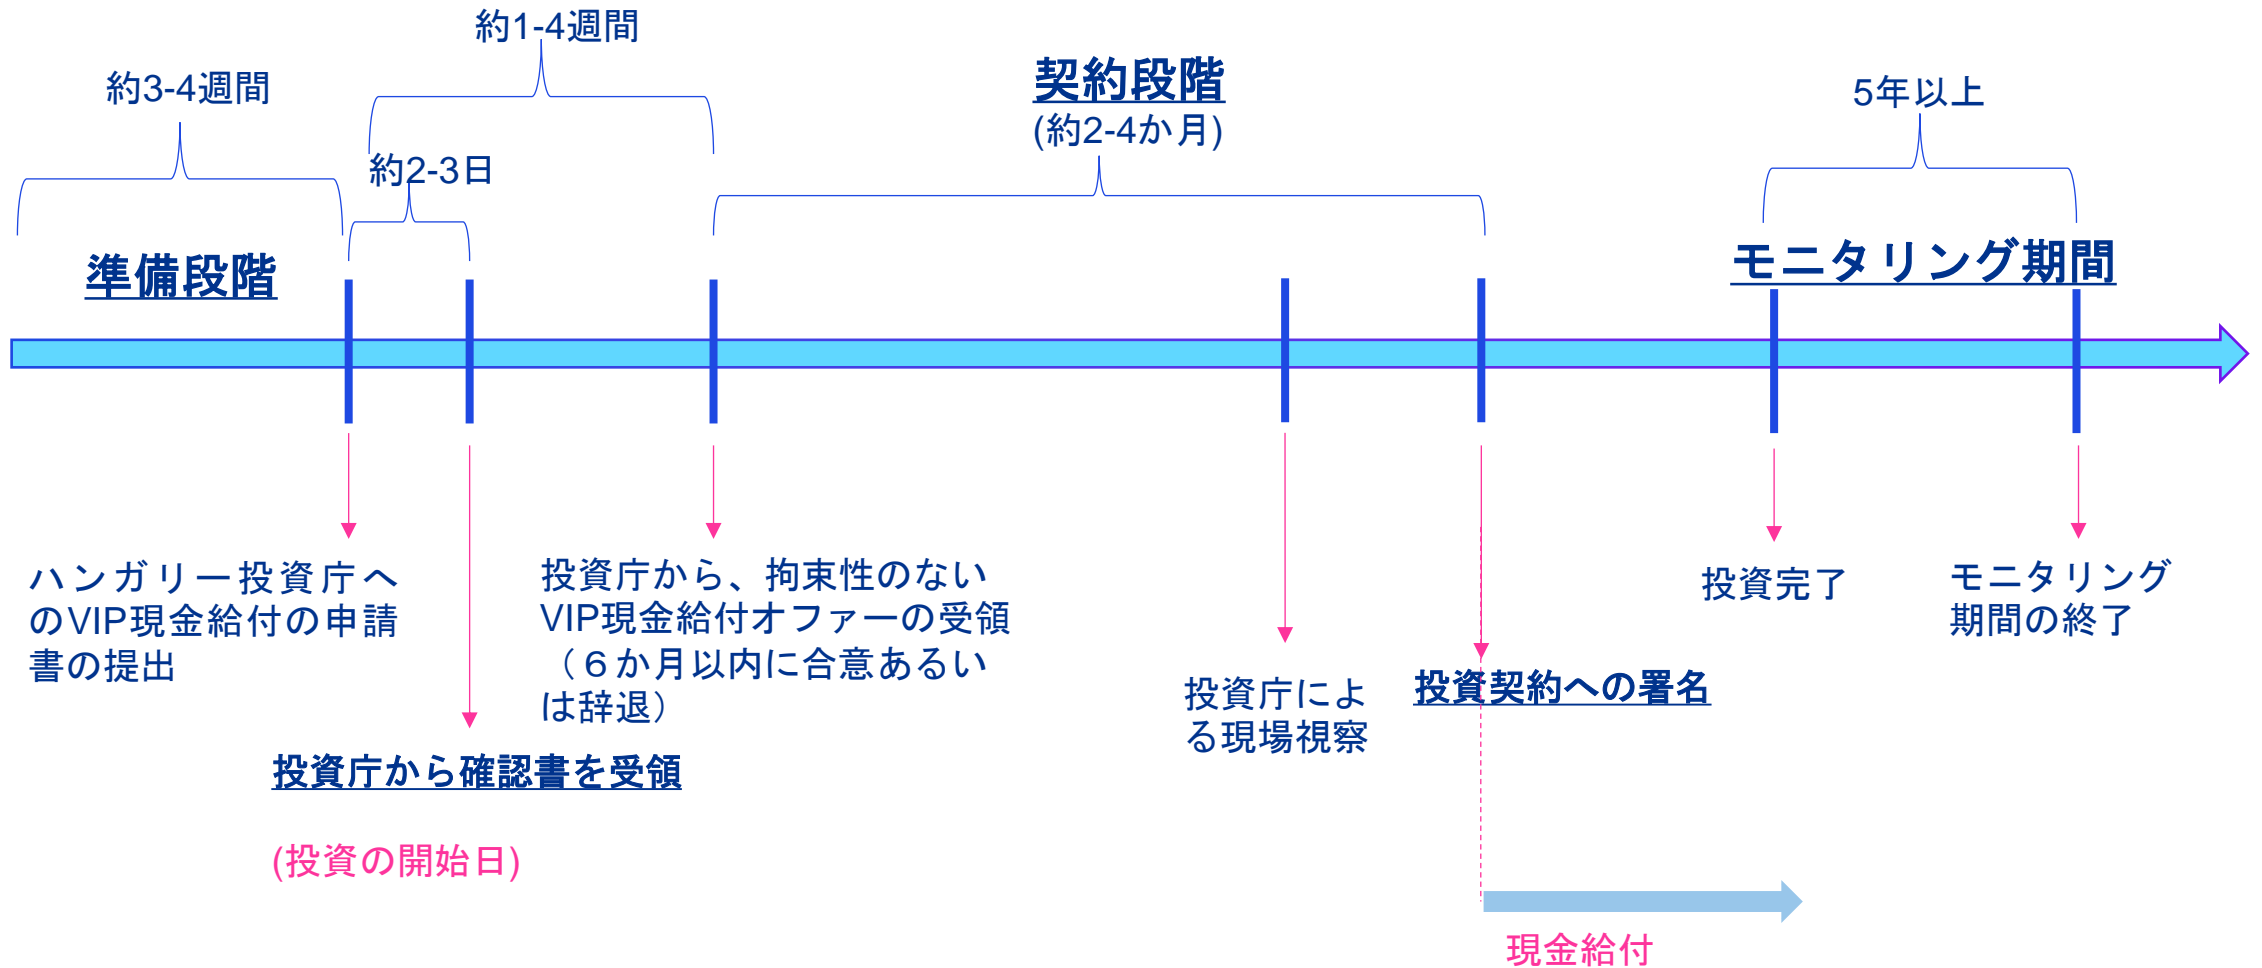 約1-4週間
約3-4週間
契約段階
(約2-4か月)
5年以上
約2-3日
準備段階
モニタリング期間
ハンガリー投資庁へ
のVIP現金給付の申請
書の提出
投資庁から確認書を受領
(投資の開始日)
投資庁から、拘束性のない
VIP現金給付オファーの受領
（６か月以内に合意あるい
は辞退）
投資庁によ
る現場視察
投資契約への署名
現金給付
投資完了
モニタリング
期間の終了